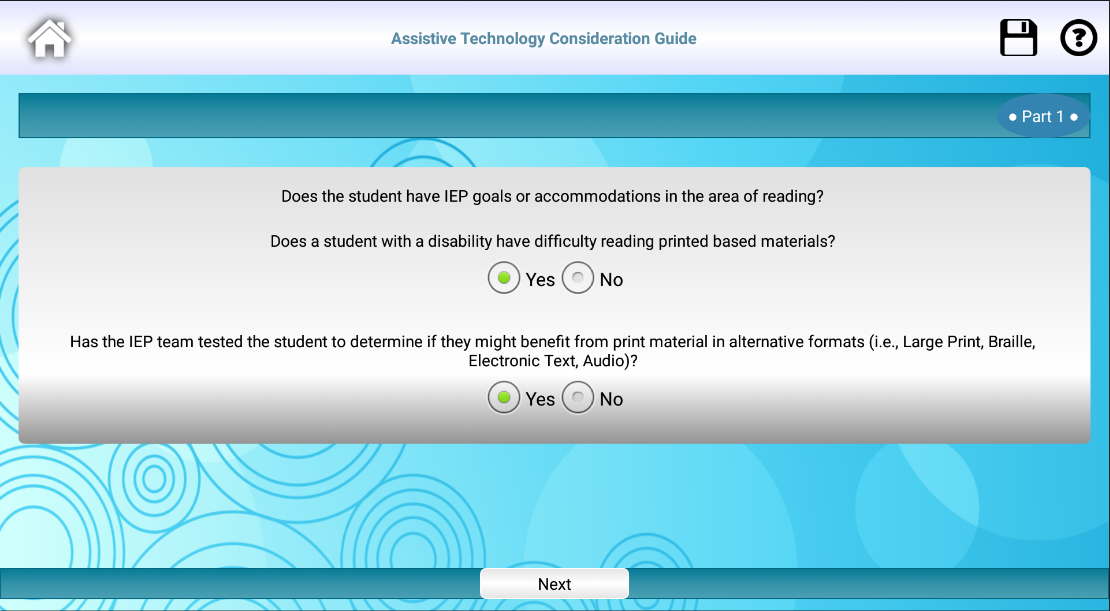 Assistive Technology Consideration Guide
• Part 1 •
Does the student have IEP goals or accommodations in the area of reading?
Does a student with a disability have difficulty reading printed based materials?
Yes No
Has the IEP team tested the student to determine if they might benefit from print material in alternative formats (i.e., Large Print, Braille,
Electronic Text, Audio)?
Yes No
Next